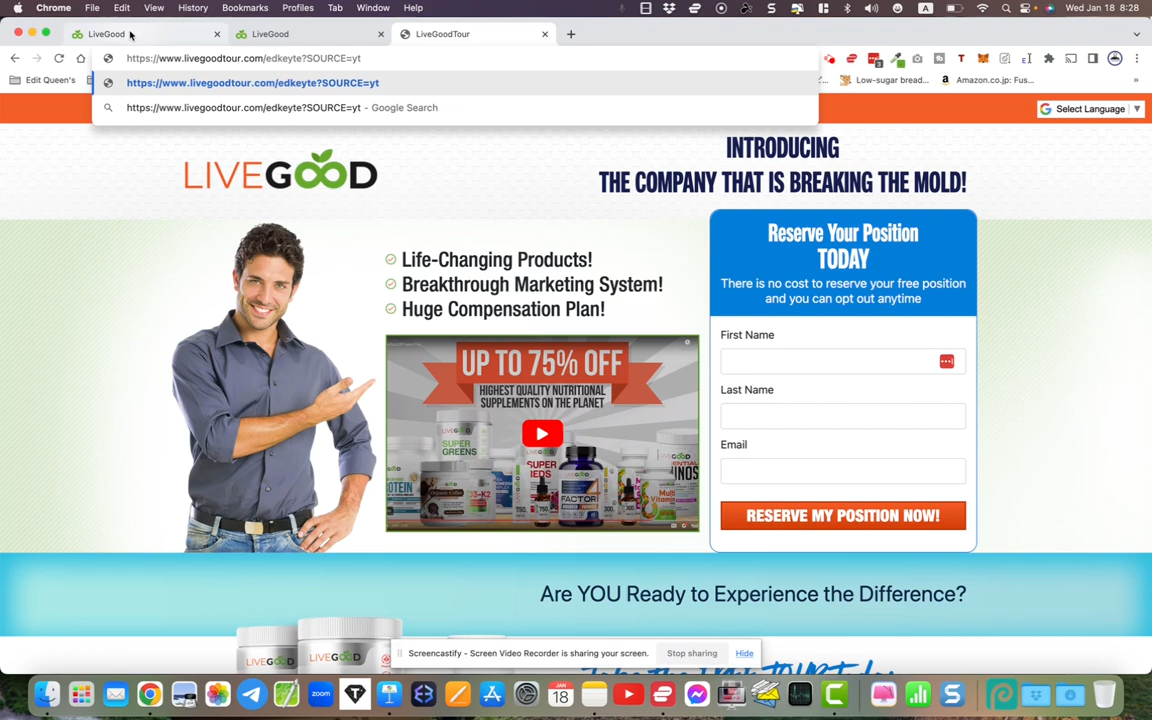 Chrome File Edit View History Bookmarks Profiles Tab Window Help
A Wed Jan 18 8:28
LiveGood
LiveGood
LiveGoodTour
https://www.livegoodtour.com/edkeyte?SOURCE=yt
https://www.livegoodtour.com/edkeyte?SOURCE=yt
https://www.livegoodtour.com/edkeyte?SOURCE=yt - Google Search
Edit Queen's
Low-sugar bread...
Amazon.co.jp: Fus...
Select Language
LIVEGOOD
INTRODUCING
THE COMPANY THAT IS BREAKING THE MOLD!
Life-Changing Products!
Breakthrough Marketing System!
Huge Compensation Plan!
UP TO 75% OFF
HIGHEST QUALITY NUTRITIONAL
SUPPLEMENTS ON THE PLANET
LIVEGOOD
SUPER
GREENS
SUPER
REDS
D3-K2
FACTOR
Multi
Vitamin
Reserve Your Position
TODAY
There is no cost to reserve your free position
and you can opt out anytime
First Name
Last Name
Email
RESERVE MY POSITION NOW!
Are YOU Ready to Experience the Difference?
Screencastify - Screen Video Recorder is sharing your screen.
Stop sharing
Hide
JAN
18
zoom